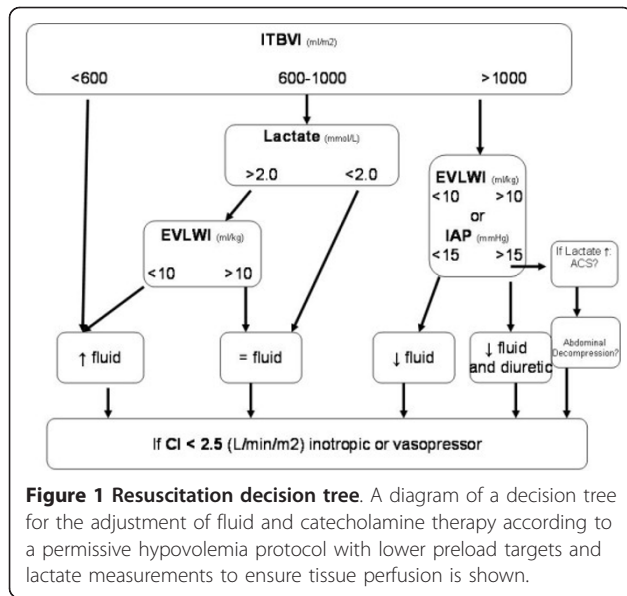 ITBVI (ml/m2)
<600 600-1000 >1000
Lactate (mmol/L)
>2.0 <2.0
EVLWI (ml/kg)
<10 >10
or
IAP (mmHg)
<15 >15
If Lactate ↑:
ACS?
EVLWI (ml/kg)
<10 >10
↑ fluid
= fluid
↓ fluid
↓ fluid
and diuretic
Abdominal
Decompression?
If CI < 2.5 (L/min/m2) inotropic or vasopressor
Figure 1 Resuscitation decision tree. A diagram of a decision tree
for the adjustment of fluid and catecholamine therapy according to
a permissive hypovolemia protocol with lower preload targets and
lactate measurements to ensure tissue perfusion is shown.